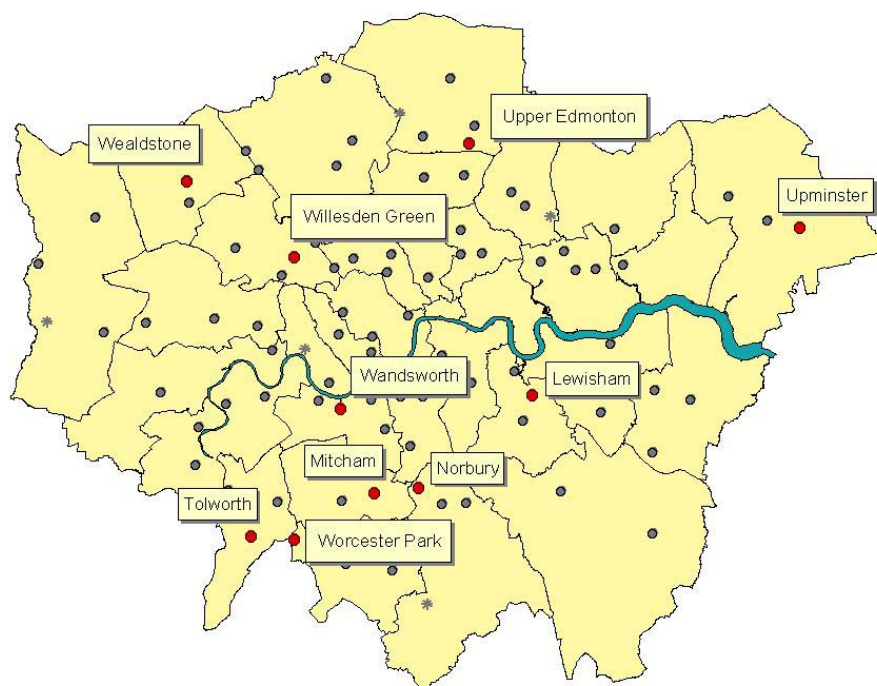 Upper Edmonton
Wealdstone
Upminster
Willesden Green
Wandsworth
Lewisham
Mitcham
Norbury
Tolworth
Worcester Park